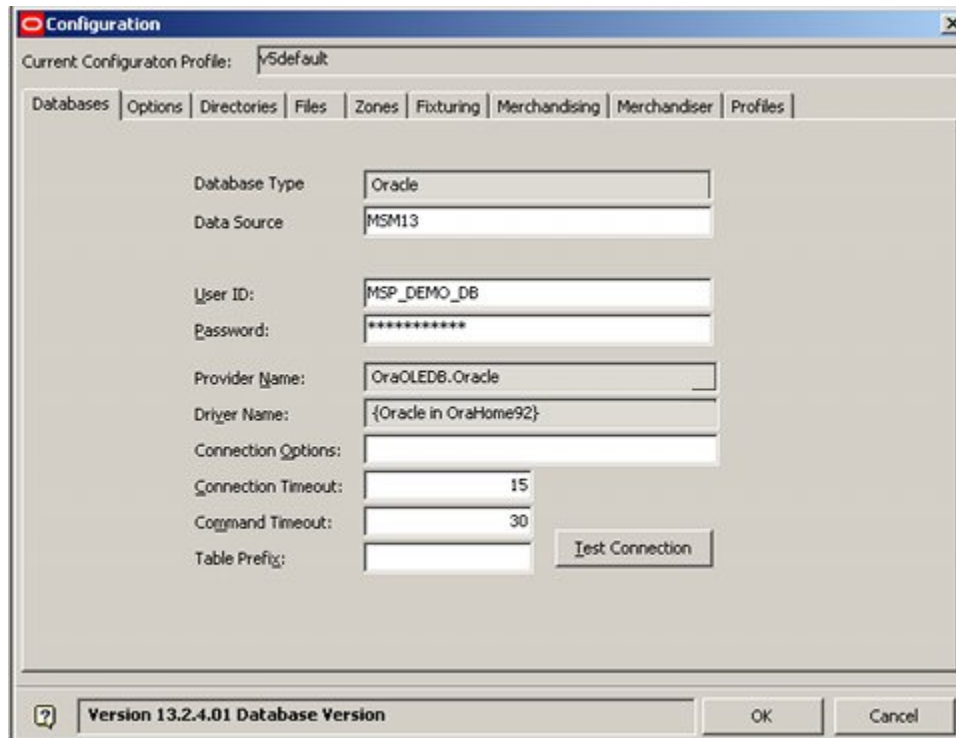 Configuration
Current Configuraton Profile: v5default
Databases Options Directories Files Zones Fixturing Merchandising Merchandiser Profiles
Database Type Oracle
Data Source MSM13
User ID: MSP_DEMO_DB
Password: ***********
Provider Name: OraOLEDB.Oracle
Driver Name: {Oracle in OraHome92}
Connection Options:
Connection Timeout: 15
Command Timeout: 30
Table Prefix: Test Connection
Version 13.2.4.01 Database Version OK Cancel